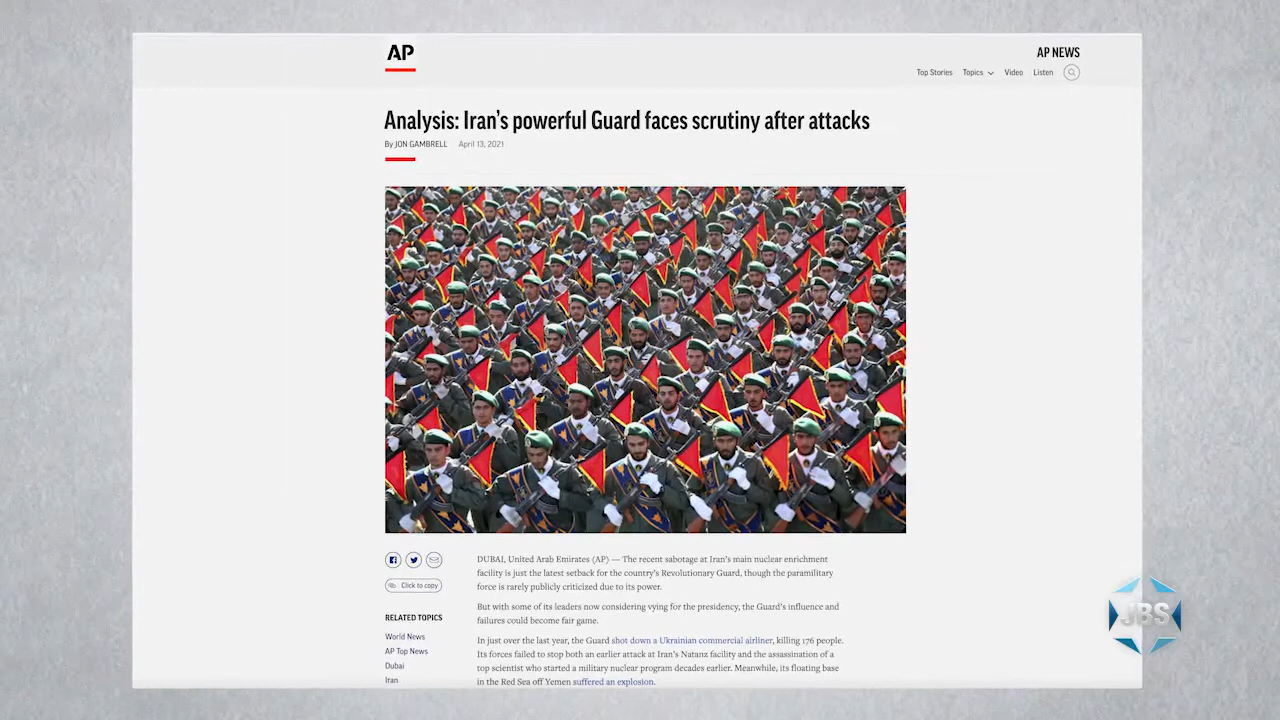 AP
AP NEWS
Top Stories Topics Video Listen
Analysis: Iran's powerful Guard faces scrutiny after attacks
By JON GAMBRELL April 13, 2021
Click to copy
RELATED TOPICS
World News
AP Top News
Dubai
Iran
DUBAI, United Arab Emirates (AP) — The recent sabotage at Iran's main nuclear enrichment
facility is just the latest setback for the country's Revolutionary Guard, though the paramilitary
force is rarely publicly criticized due to its power.
But with some of its leaders now considering vying for the presidency, the Guard's influence and
failures could become fair game.
In just over the last year, the Guard shot down a Ukrainian commercial airliner, killing 176 people.
Its forces failed to stop both an earlier attack at Iran's Natanz facility and the assassination of a
top scientist who started a military nuclear program decades earlier. Meanwhile, its floating base
in the Red Sea off Yemen suffered an explosion.
JBS